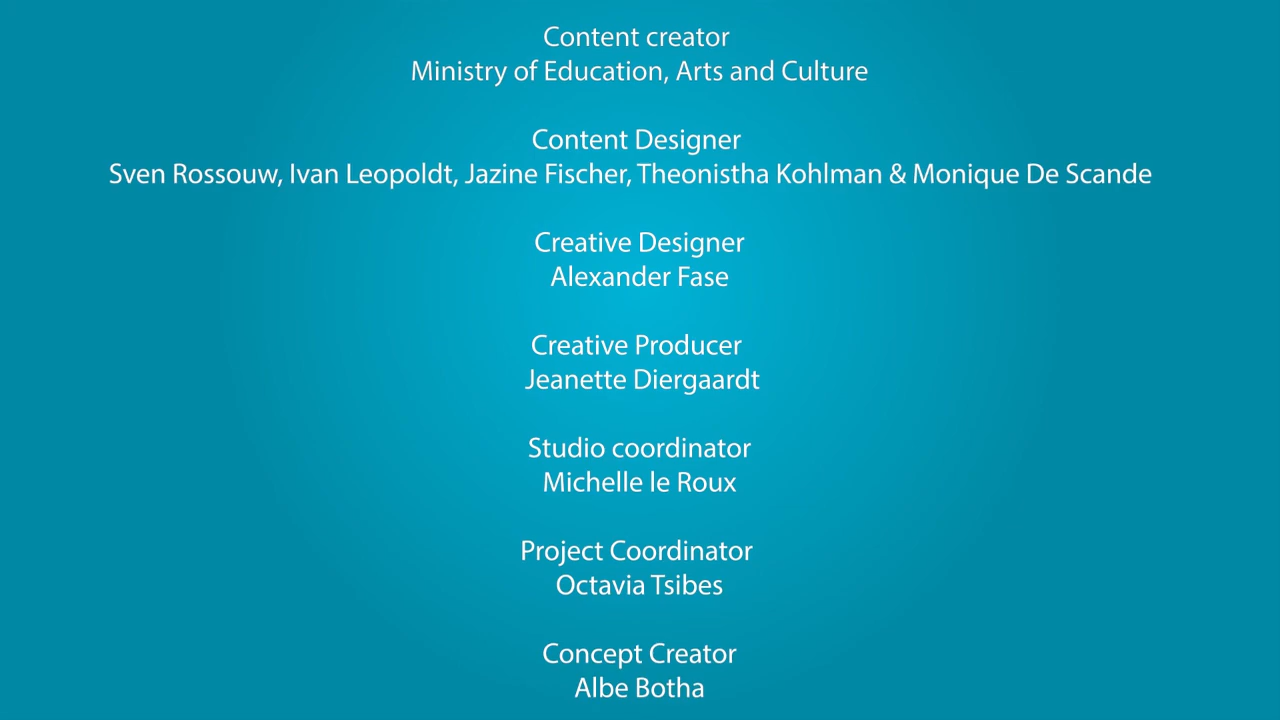 Content creator
Ministry of Education, Arts and Culture
Content Designer
Sven Rossouw, Ivan Leopoldt, Jazine Fischer, Theonistha Kohlman & Monique De Scande
Creative Designer
Alexander Fase
Creative Producer
Jeanette Diergaardt
Studio coordinator
Michelle le Roux
Project Coordinator
Octavia Tsibes
Concept Creator
Albe Botha